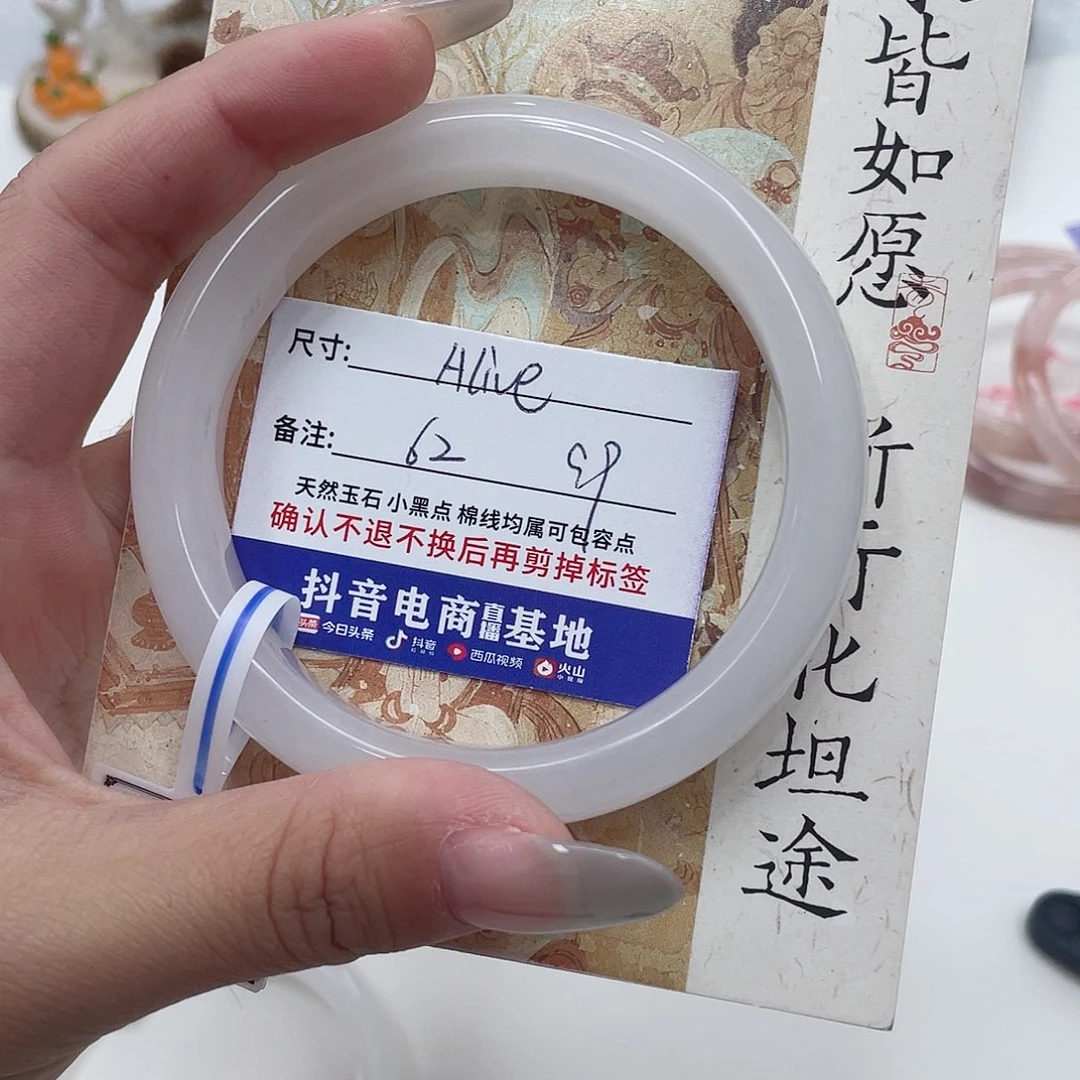 尺寸: Alive
备注: 62
天然玉石 小黑点 棉线均属可包容点
确认不退不换后再剪掉标签
抖音电商直播基地
头条 今日头条 抖音 西瓜视频 火山
皆如愿
坦途